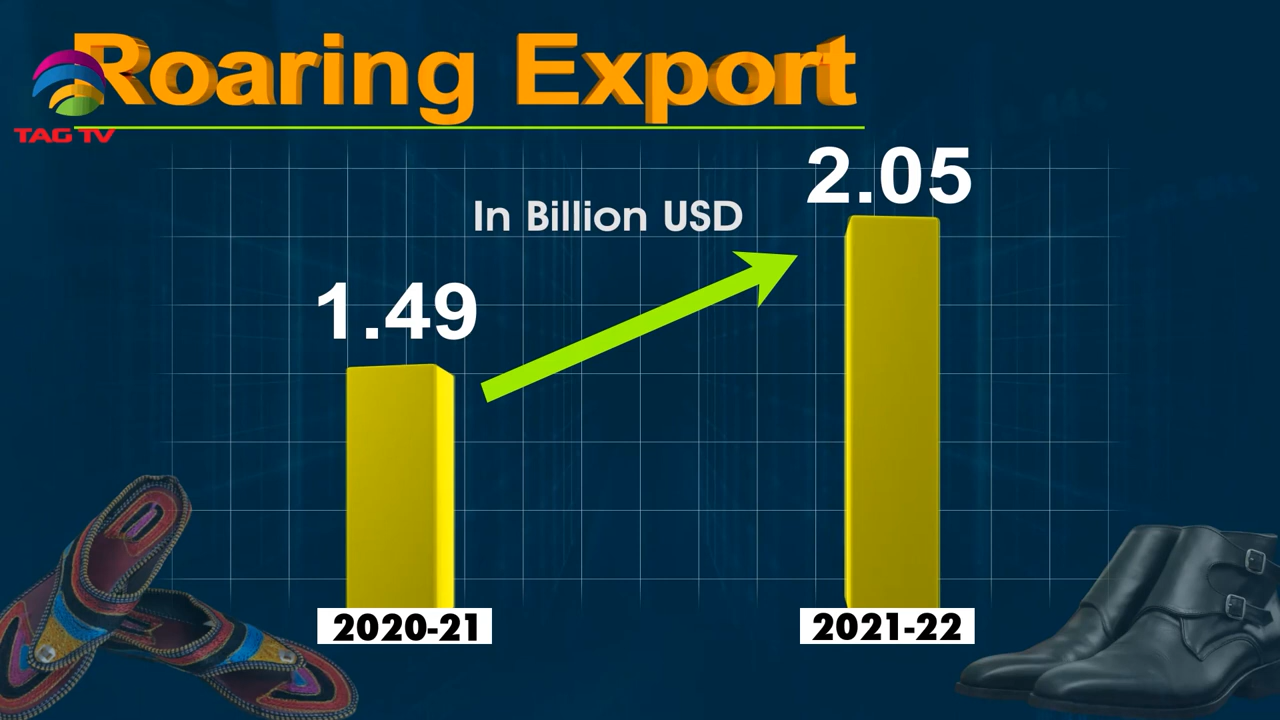 Roaring Export
TAG TV
2.05
In Billion USD
1.49
2020-21
2021-22